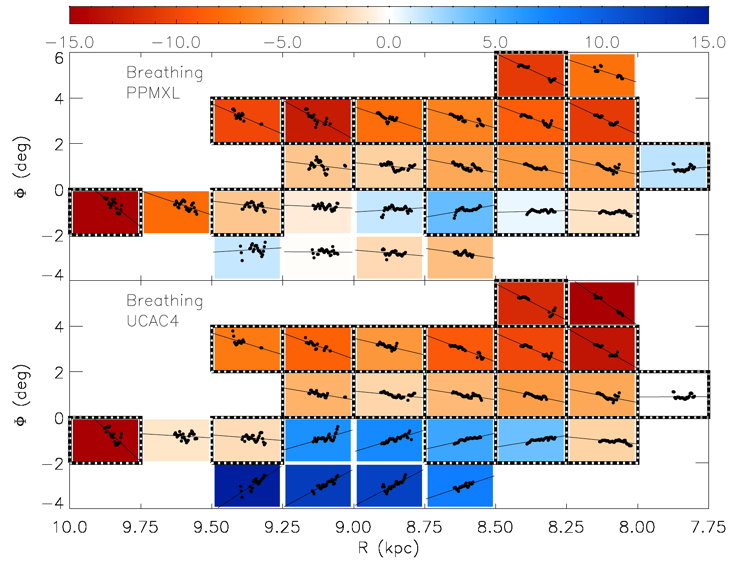 -15.0 -10.0 -5.0 0.0 5.0 10.0 15.0
6
Breathing
PPMXL
4
2
Φ (deg)
0
-2
-4
Breathing
UCAC4
4
2
Φ (deg)
0
-2
-4
10.0 9.75 9.50 9.25 9.00 8.75 8.50 8.25 8.00 7.75
R (kpc)